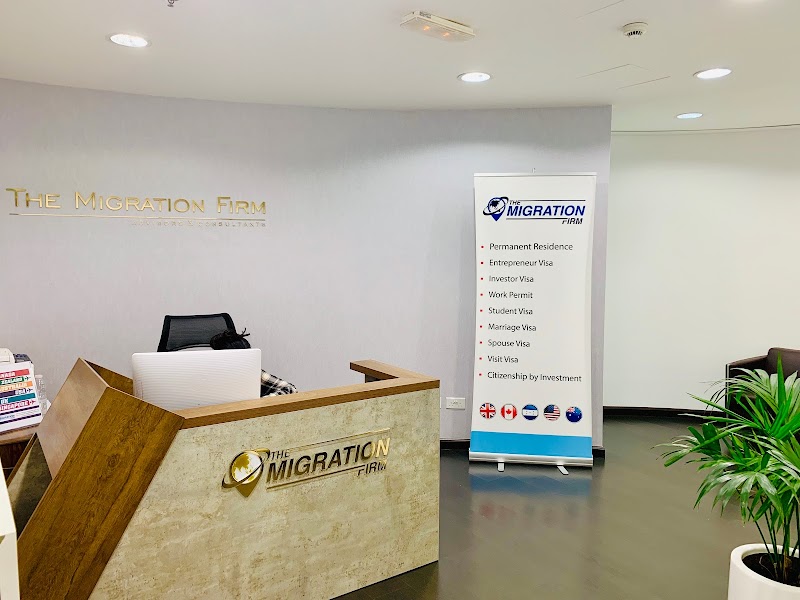 THE MIGRATION FIRM
CONSULTANTS
THE
MIGRATION
FIRM
• Permanent Residence
• Entrepreneur Visa
• Investor Visa
• Work Permit
• Student Visa
• Marriage Visa
• Spouse Visa
• Visit Visa
• Citizenship by Investment
THE
MIGRATION
FIRM